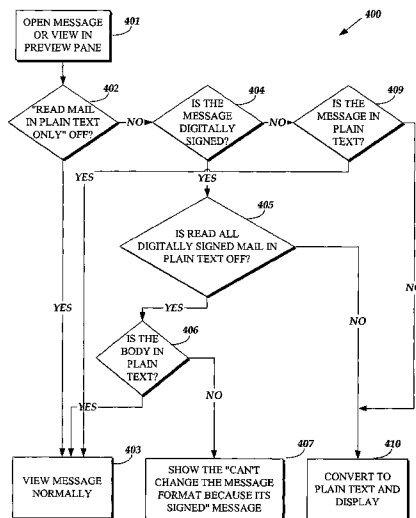 OPEN MESSAGE
OR VIEW IN
PREVIEW PANE
401
400
"READ MAIL
IN PLAIN TEXT
ONLY" OFF?
402
NO
IS THE
MESSAGE
DIGITALLY
SIGNED?
404
NO
IS THE
MESSAGE IN
PLAIN
TEXT?
409
YES
YES
IS READ ALL
DIGITALLY SIGNED MAIL IN
PLAIN TEXT OFF?
405
YES
YES
NO
IS THE
BODY IN
PLAIN
TEXT?
406
YES
NO
VIEW MESSAGE
NORMALLY
403
SHOW THE "CAN'T
CHANGE THE MESSAGE
FORMAT BECAUSE ITS
SIGNED" MESSAGE
407
CONVERT TO
PLAIN TEXT AND
DISPLAY
410